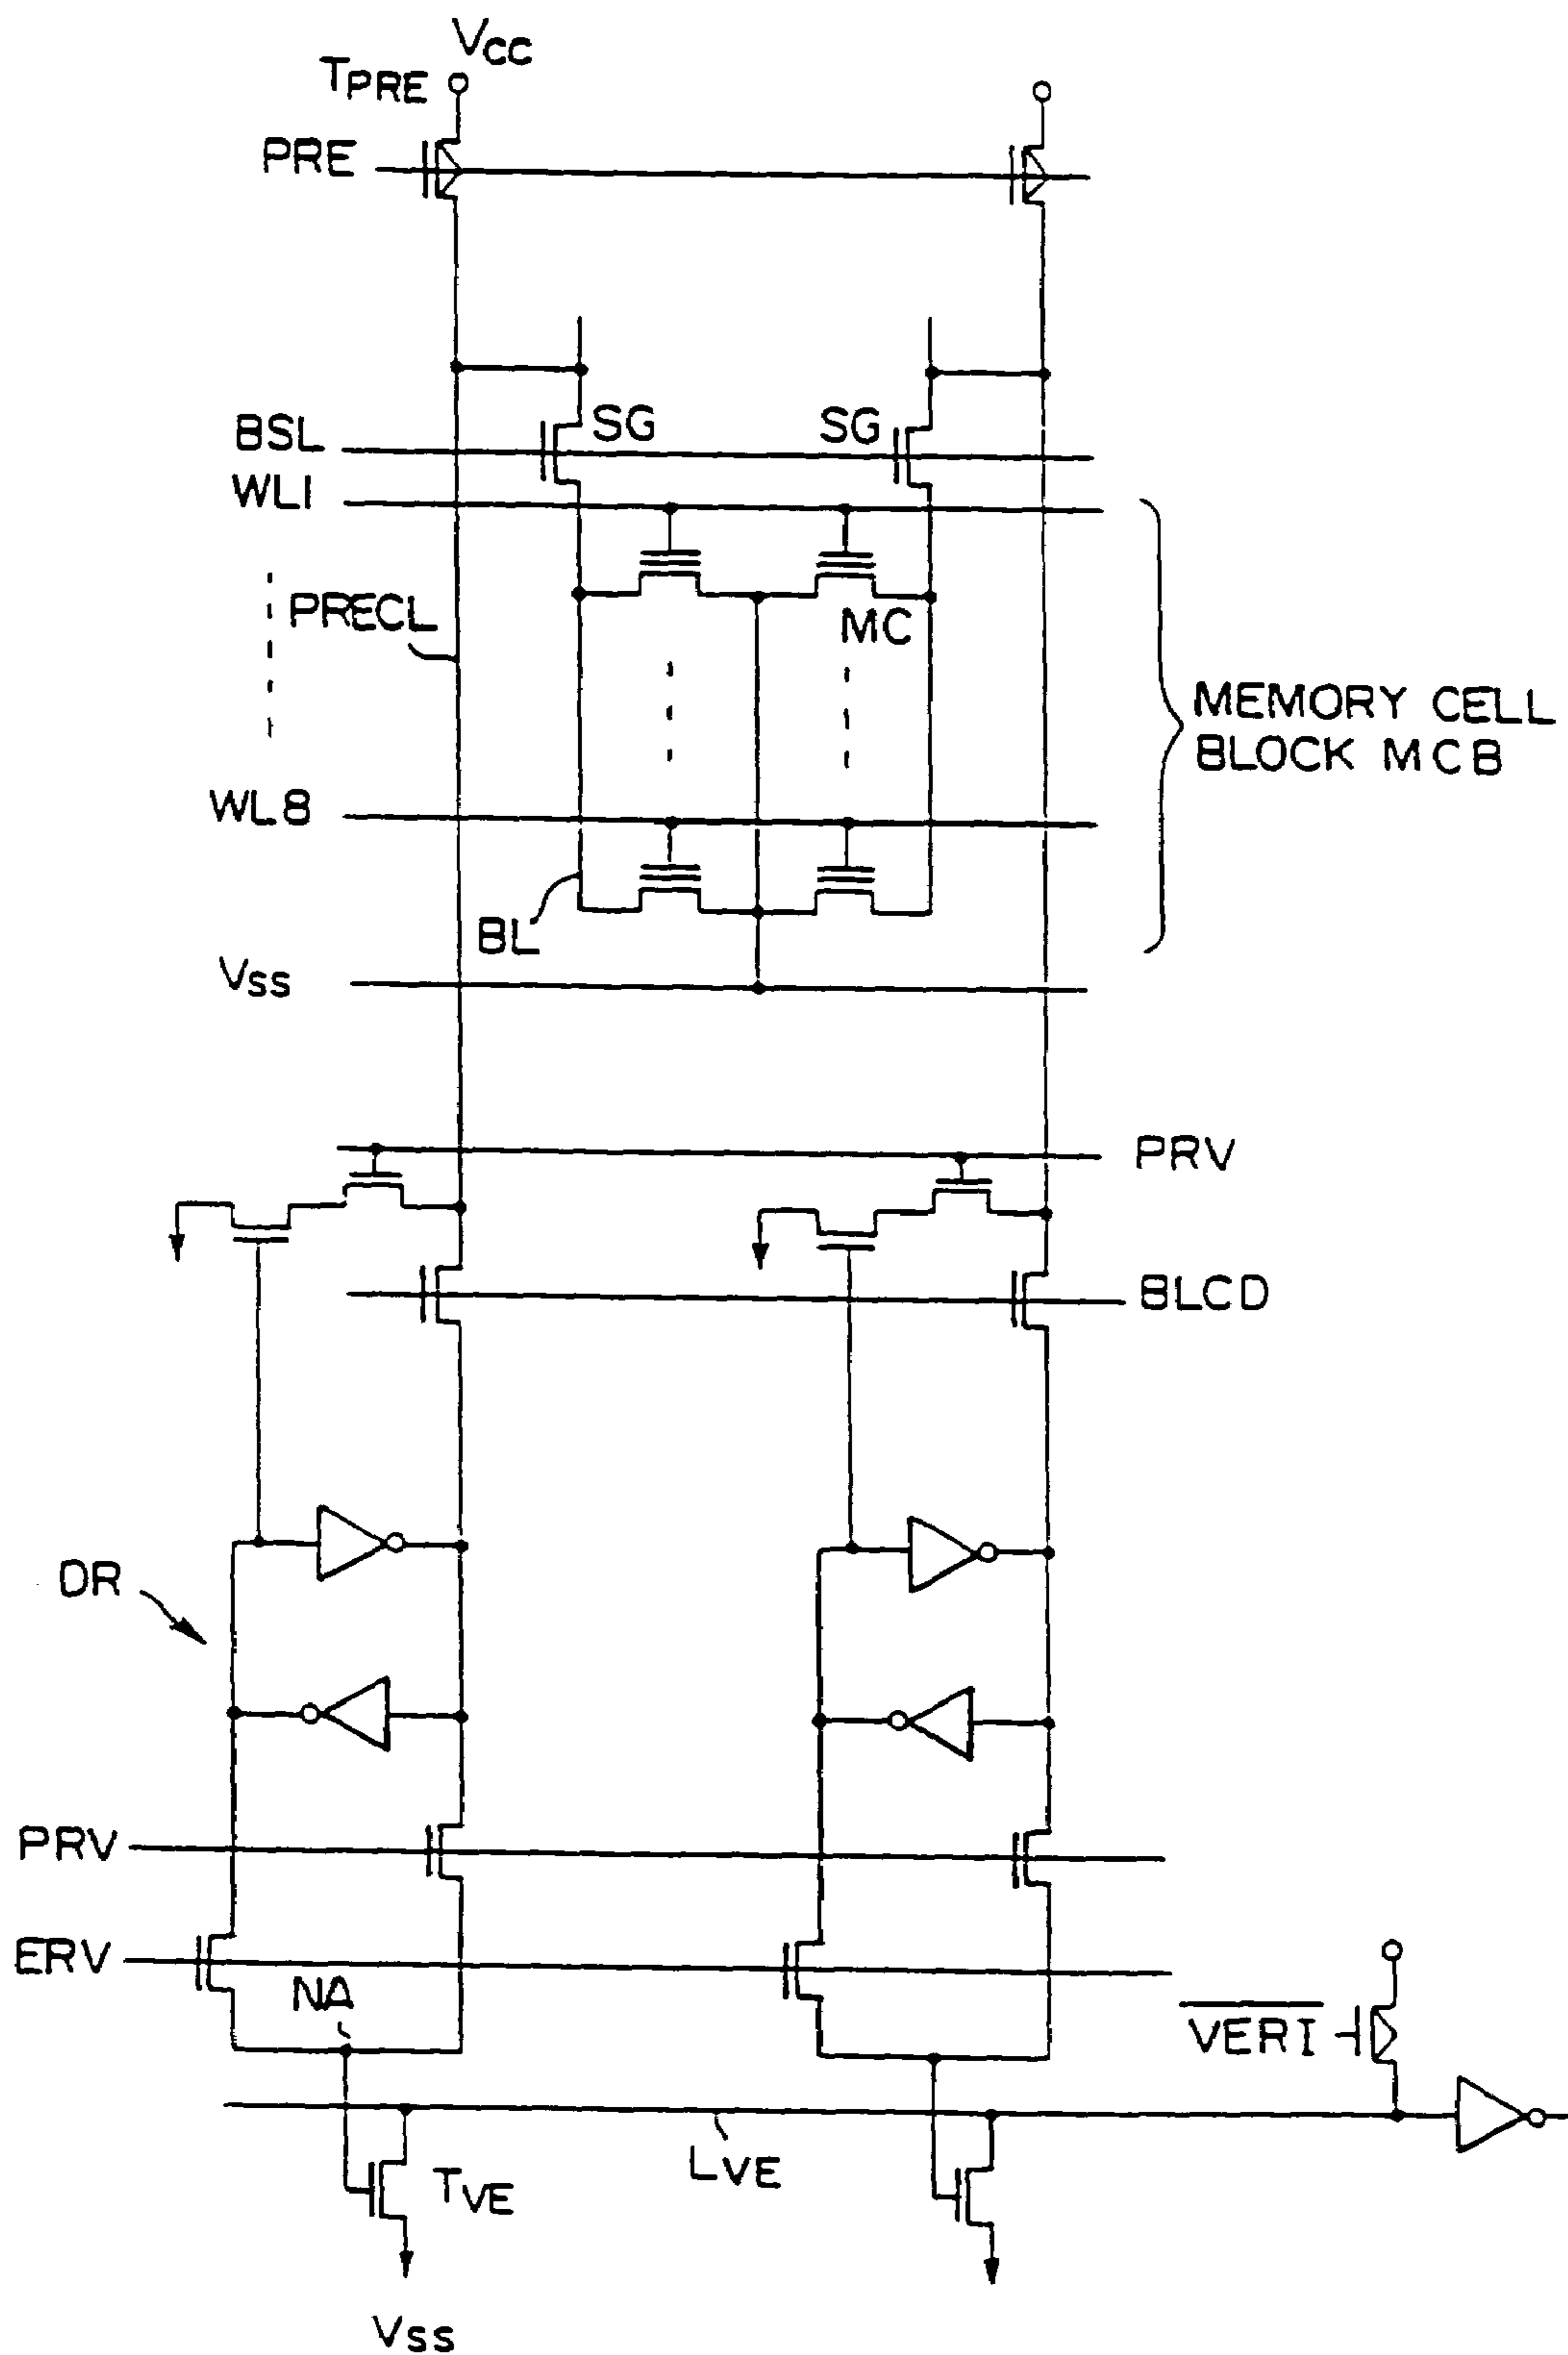 VCC
TPRE
PRE
BSL
SG
SG
WL1
PRECL
MC
MEMORY CELL
BLOCK MCB
WL8
BL
VSS
PRV
BLCD
DR
PRV
ERV
NA
VERI
LVE
TVE
VSS